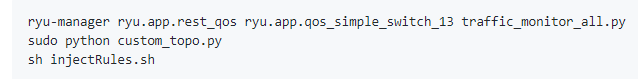 ryu-manager ryu.app.rest_qos ryu.app.qos_simple_switch_13 traffic_monitor_all.py
sudo python custom_topo.py
sh injectRules.sh